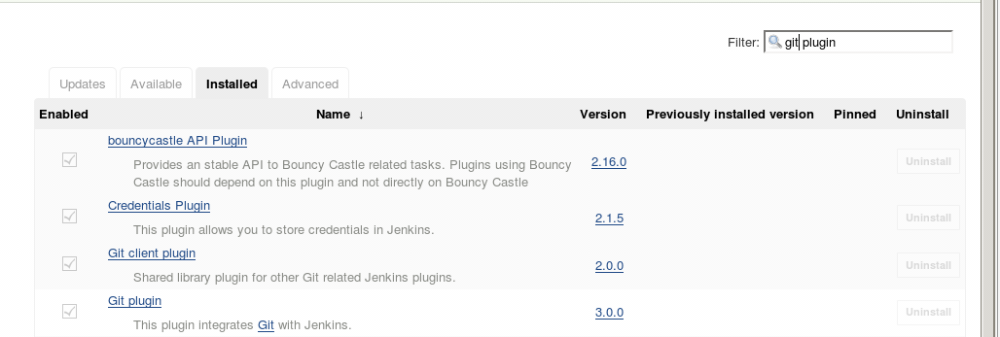 Filter: git plugin
Updates Available Installed Advanced
Enabled Name ↓ Version Previously installed version Pinned Uninstall
bouncycastle API Plugin
Provides an stable API to Bouncy Castle related tasks. Plugins using Bouncy
Castle should depend on this plugin and not directly on Bouncy Castle
2.16.0 Uninstall
Credentials Plugin
This plugin allows you to store credentials in Jenkins.
2.1.5 Uninstall
Git client plugin
Shared library plugin for other Git related Jenkins plugins.
2.0.0 Uninstall
Git plugin
This plugin integrates Git with Jenkins.
3.0.0 Uninstall